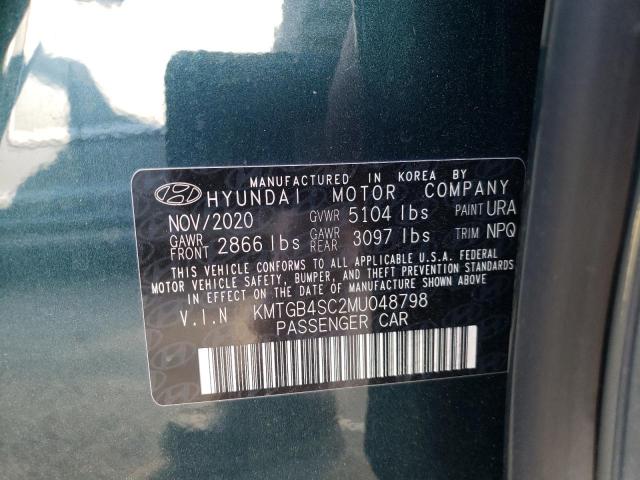 MANUFACTURED IN KOREA BY
HYUNDAI MOTOR COMPANY
NOV/2020 GVWR 5104 lbs PAINT URA
GAWR FRONT 2866 lbs GAWR REAR 3097 lbs TRIM NPQ
THIS VEHICLE CONFORMS TO ALL APPLICABLE U.S.A. FEDERAL
MOTOR VEHICLE SAFETY, BUMPER, AND THEFT PREVENTION STANDARDS
IN EFFECT ON THE DATE OF MANUFACTURE SHOWN ABOVE
V.I.N KMTGB4SC2MU048798
PASSENGER CAR